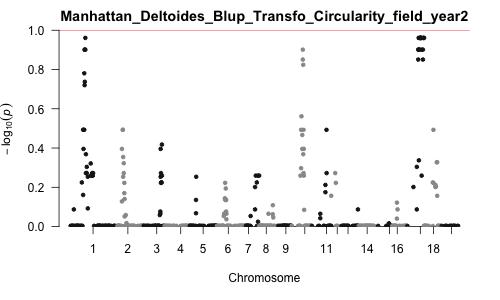 Manhattan_Deltoides_Blup_Transfo_Circularity_field_year2
1.0
0.8
0.6
0.4
0.2
0.0
− log10(p)
1 2 3 4 5 6 7 8 9 11 14 16 18
Chromosome